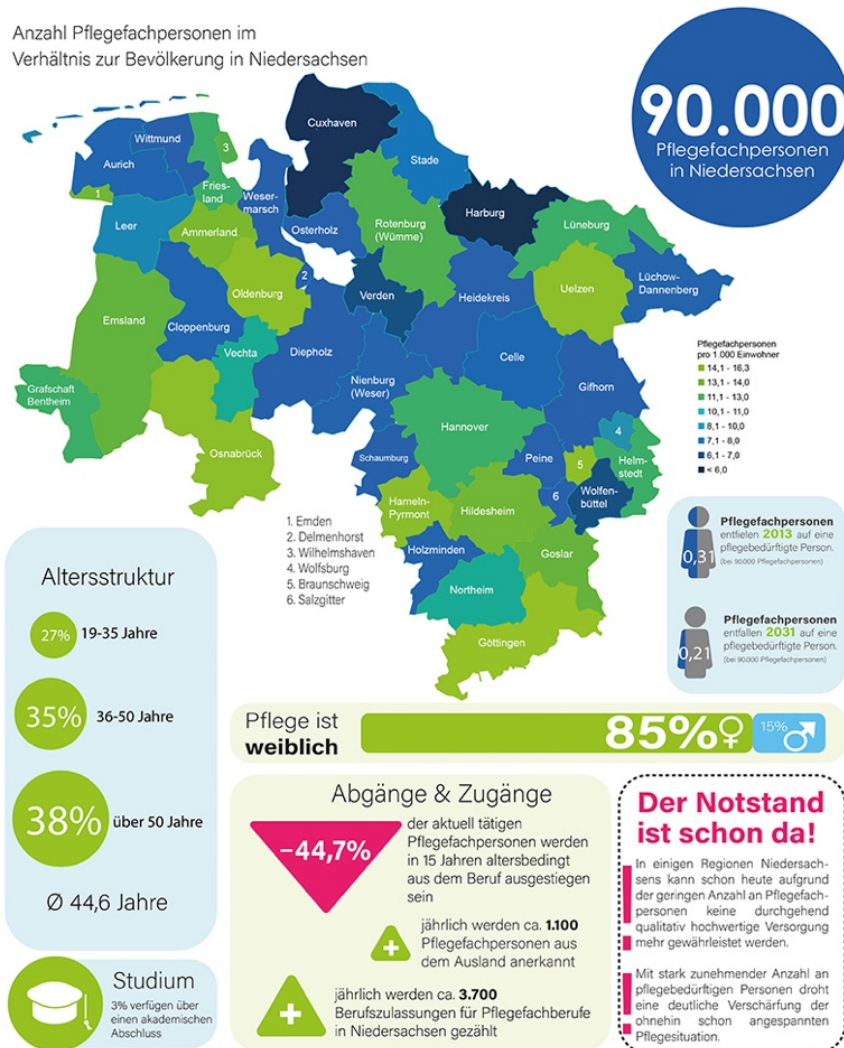 Anzahl Pflegefachpersonen im
Verhältnis zur Bevölkerung in Niedersachsen
90.000
Pflegefachpersonen
in Niedersachsen
Cuxhaven
Wittmund
3
Stade
Aurich
1
Fries-
land
Weser-
marsch
Harburg
Lüneburg
Leer
Ammerland
Osterholz
Rotenburg
(Wümme)
2
Lüchow-
Dannenberg
Oldenburg
Verden
Heidekreis
Uelzen
Emsland
Cloppenburg
Vechta
Diepholz
Celle
Nienburg
(Weser)
Gifhorn
Grafschaft
Bentheim
Hannover
4
Osnabrück
Schaumburg
Peine
5
Helm-
stedt
Hameln-
Pyrmont
Hildesheim
6
Wolfen-
büttel
Holzminden
Goslar
Northeim
Göttingen
Pflegefachpersonen
pro 1.000 Einwohner
14,1 - 16,3
13,1 - 14,0
11,1 - 13,0
10,1 - 11,0
8,1 - 10,0
7,1 - 8,0
6,1 - 7,0
< 6,0
1. Emden
2. Delmenhorst
3. Wilhelmshaven
4. Wolfsburg
5. Braunschweig
6. Salzgitter
0,31
Pflegefachpersonen
entfielen 2013 auf eine
pflegebedürftige Person.
(bei 90.000 Pflegefachpersonen)
0,21
Pflegefachpersonen
entfallen 2031 auf eine
pflegebedürftige Person.
(bei 90.000 Pflegefachpersonen)
Altersstruktur
27% 19-35 Jahre
35% 36-50 Jahre
38% über 50 Jahre
Ø 44,6 Jahre
Studium
3% verfügen über
einen akademischen
Abschluss
Pflege ist
weiblich
85%♀
15%♂
Abgänge & Zugänge
-44,7%
der aktuell tätigen
Pflegefachpersonen werden
in 15 Jahren altersbedingt
aus dem Beruf ausgestiegen
sein
+
jährlich werden ca. 1.100
Pflegefachpersonen aus
dem Ausland anerkannt
+
jährlich werden ca. 3.700
Berufszulassungen für Pflegefachberufe
in Niedersachsen gezählt
Der Notstand
ist schon da!
! In einigen Regionen Niedersach-
sens kann schon heute aufgrund
der geringen Anzahl an Pflegefach-
personen keine durchgehend
qualitativ hochwertige Versorgung
mehr gewährleistet werden.
! Mit stark zunehmender Anzahl an
pflegebedürftigen Personen droht
eine deutliche Verschärfung der
ohnehin schon angespannten
Pflegesituation.